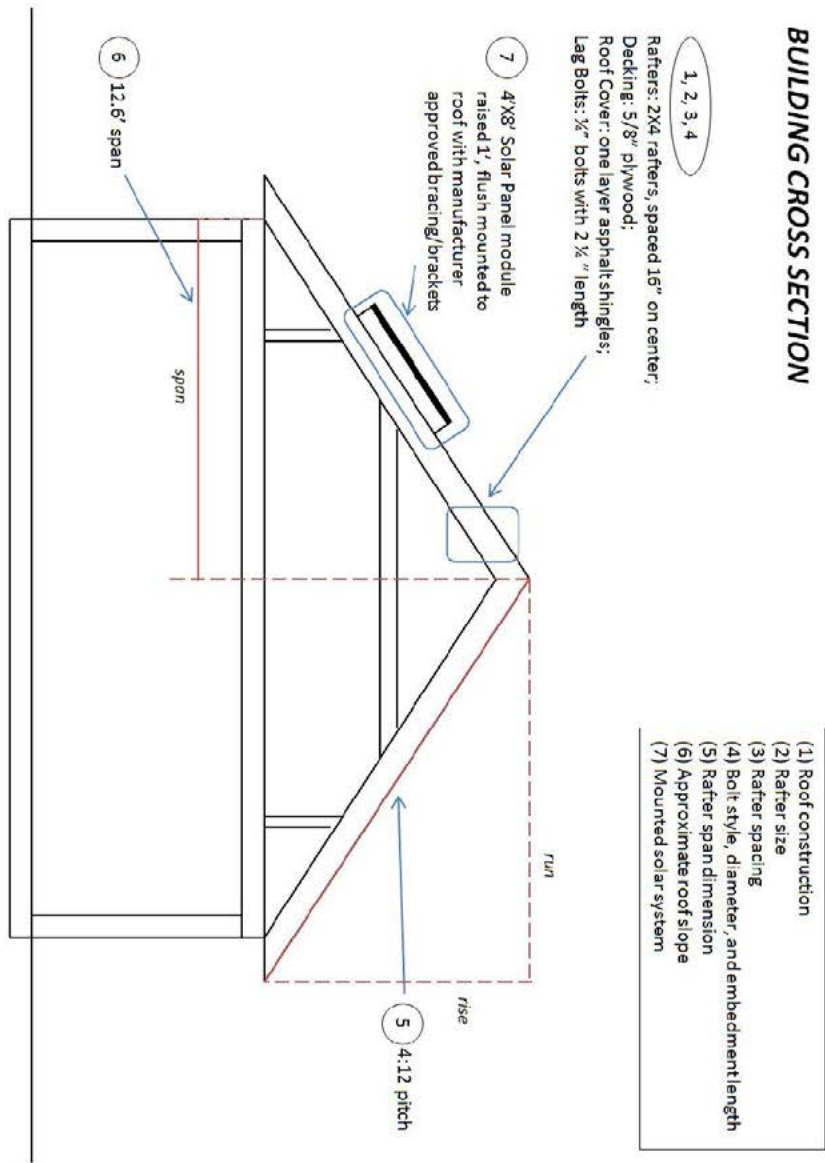 BUILDING CROSS SECTION
1, 2, 3, 4
Rafters: 2X4 rafters, spaced 16" on center;
Decking: 5/8" plywood;
Roof Cover: one layer asphalt shingles;
Lag Bolts: ¼" bolts with 2 ¼ " length
7
4'X8' Solar Panel module
raised 1', flush mounted to
roof with manufacturer
approved bracing/brackets
6
12.6' span
span
(1) Roof construction
(2) Rafter size
(3) Rafter spacing
(4) Bolt style, diameter, and embedment length
(5) Rafter span dimension
(6) Approximate roof slope
(7) Mounted solar system
run
rise
5
4:12 pitch